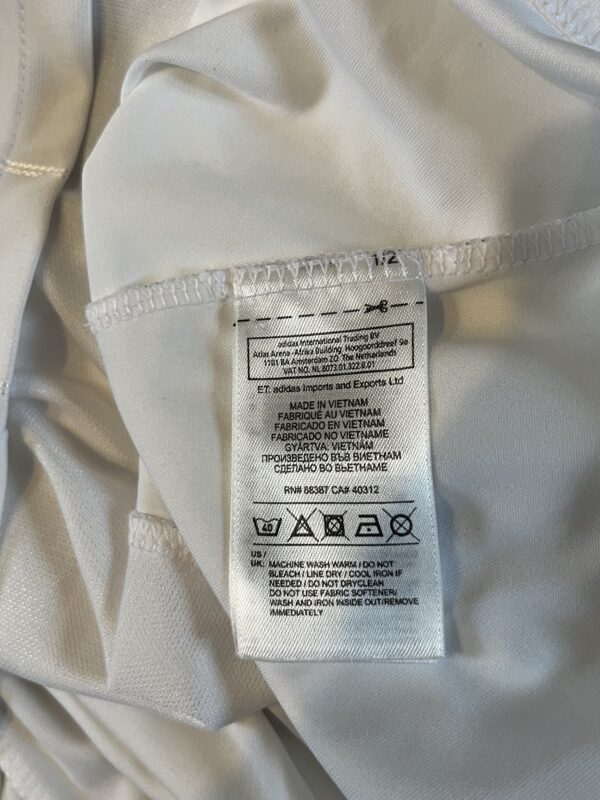 1/2
adidas International Trading BV
Atlas Arena -Afrika Building, Hoogoorddreef 9a
1101 BA Amsterdam ZO The Netherlands
VAT NO. NL 8073.01.322.B.01
ET: adidas Imports and Exports Ltd
MADE IN VIETNAM
FABRIQUÉ AU VIETNAM
FABRICADO EN VIETNAM
FABRICADO NO VIETNAME
GYÁRTVA: VIETNÁM
ПРОИЗВЕДЕНО ВЪВ ВИЕТНАМ
СДЕЛАНО ВО ВЬЕТНАМЕ
RN# 88387 CA# 40312
40
US /
UK: MACHINE WASH WARM / DO NOT
BLEACH / LINE DRY / COOL IRON IF
NEEDED / DO NOT DRYCLEAN
DO NOT USE FABRIC SOFTENER/
WASH AND IRON INSIDE OUT/REMOVE
IMMEDIATELY